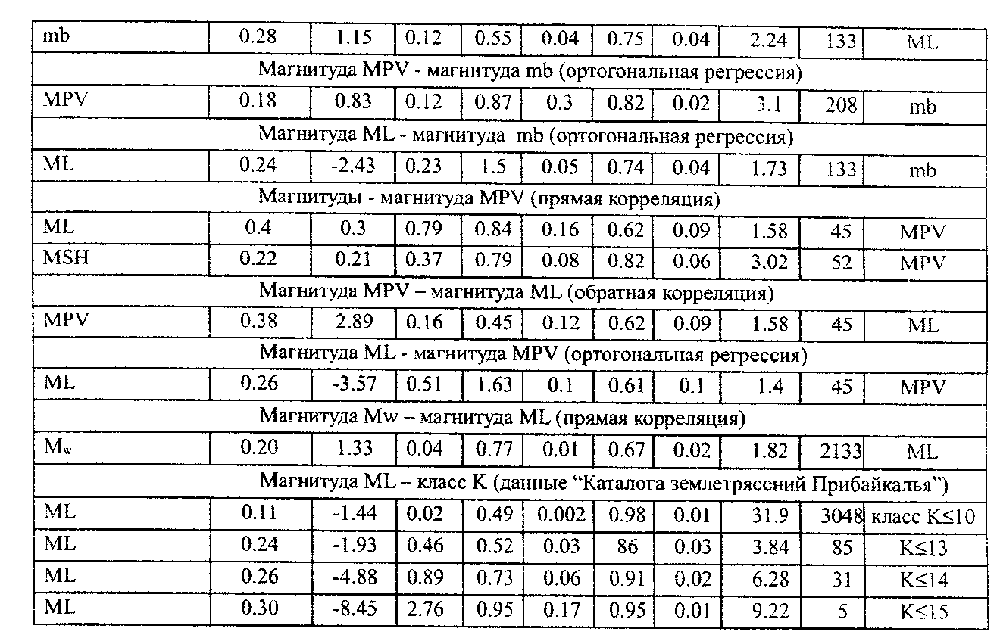 mb 0.28 1.15 0.12 0.55 0.04 0.75 0.04 2.24 133 ML
Магнитуда MPV - магнитуда mb (ортогональная регрессия)
MPV 0.18 0.83 0.12 0.87 0.3 0.82 0.02 3.1 208 mb
Магнитуда ML - магнитуда mb (ортогональная регрессия)
ML 0.24 -2.43 0.23 1.5 0.05 0.74 0.04 1.73 133 mb
Магнитуды - магнитуда MPV (прямая корреляция)
ML 0.4 0.3 0.79 0.84 0.16 0.62 0.09 1.58 45 MPV
MSH 0.22 0.21 0.37 0.79 0.08 0.82 0.06 3.02 52 MPV
Магнитуда MPV – магнитуда ML (обратная корреляция)
MPV 0.38 2.89 0.16 0.45 0.12 0.62 0.09 1.58 45 ML
Магнитуда ML - магнитуда MPV (ортогональная регрессия)
ML 0.26 -3.57 0.51 1.63 0.1 0.61 0.1 1.4 45 MPV
Магнитуда Mw – магнитуда ML (прямая корреляция)
Mw 0.20 1.33 0.04 0.77 0.01 0.67 0.02 1.82 2133 ML
Магнитуда ML – класс K (данные “Каталога землетрясений Прибайкалья”)
ML 0.11 -1.44 0.02 0.49 0.002 0.98 0.01 31.9 3048 класс K≤10
ML 0.24 -1.93 0.46 0.52 0.03 86 0.03 3.84 85 K≤13
ML 0.26 -4.88 0.89 0.73 0.06 0.91 0.02 6.28 31 K≤14
ML 0.30 -8.45 2.76 0.95 0.17 0.95 0.01 9.22 5 K≤15